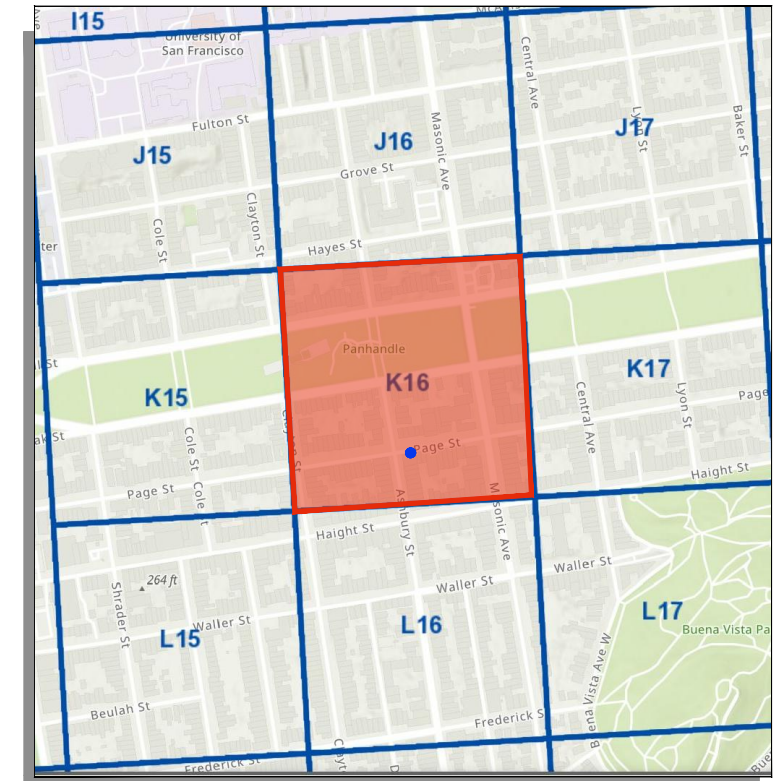 I15
University of
San Francisco
Central Ave
Fulton St
Masonic Ave
Lyon St
Baker St
J15
J16
J17
Grove St
Cole St
Clayton St
Hayes St
Panhandle
K15
K16
K17
Central Ave
Lyon St
Page
Cole St
Cole
Page St
Page St
Haight St
Ashbury St
Masonic Ave
Haight St
Waller St
Waller St
264 ft
Shrader St
Waller St
L15
L16
L17
Buena Vista Pa
Buena Vista Ave W
Beulah St
Frederick S
Frederick St